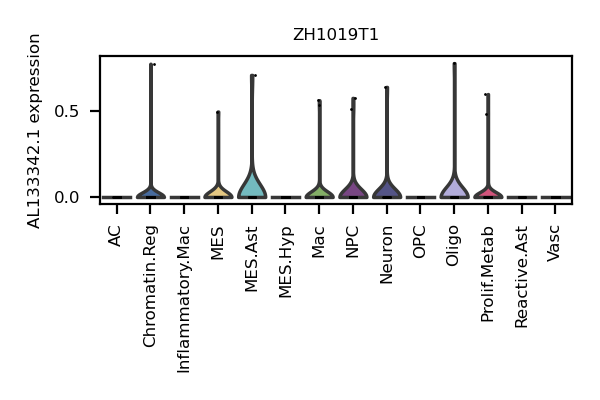 ZH1019T1
AL133342.1 expression
0.5
0.0
AC
Chromatin.Reg
Inflammatory.Mac
MES
MES.Ast
MES.Hyp
Mac
NPC
Neuron
OPC
Oligo
Prolif.Metab
Reactive.Ast
Vasc